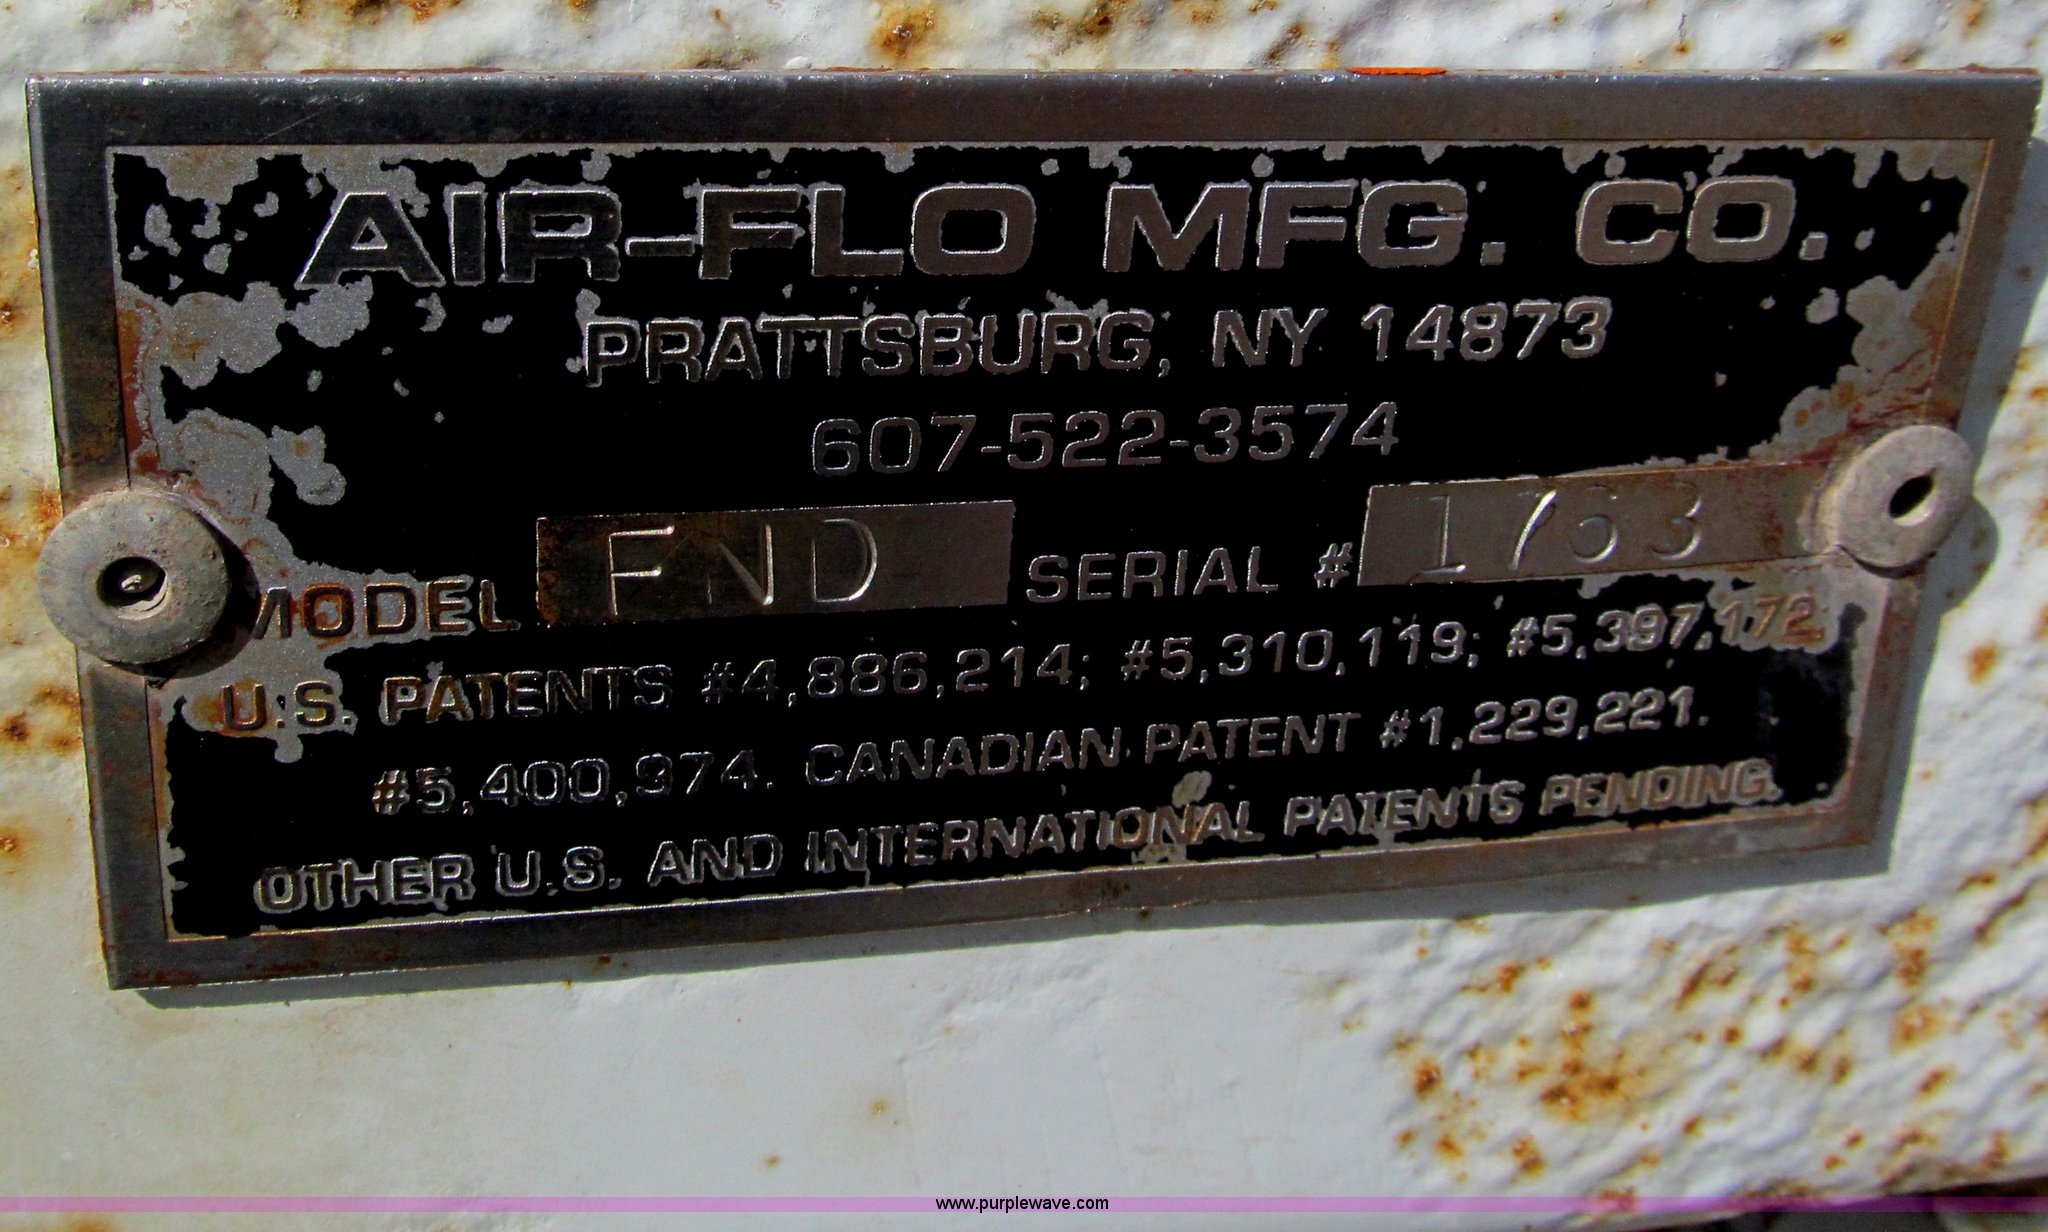 AIR-FLO MFG. CO.
PRATTSBURG, NY 14873
607-522-3574
MODEL FND SERIAL # 1763
U.S. PATENTS #4,886,214; #5,310,119; #5,397,172;
#5,400,974. CANADIAN PATENT #1,229,221.
OTHER U.S. AND INTERNATIONAL PATENTS PENDING.
www.purplewave.com